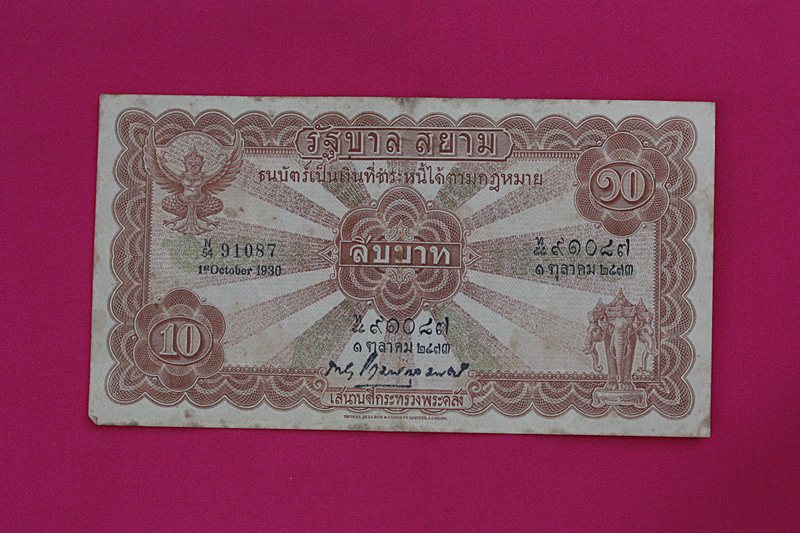 รัฐบาล สยาม
ธนบัตร์เป็นเงินที่ชำระหนี้ได้ตามกฎหมาย
๑๐
N/54 91087
1st October 1930
สิบบาท
๙๑๐๘๗
๑ ตุลาคม ๒๔๗๓
10
๙๑๐๘๗
๑ ตุลาคม ๒๔๗๓
เสนาบดีกระทรวงพระคลัง
THOMAS DE LA RUE & COMPANY LIMITED, LONDON.